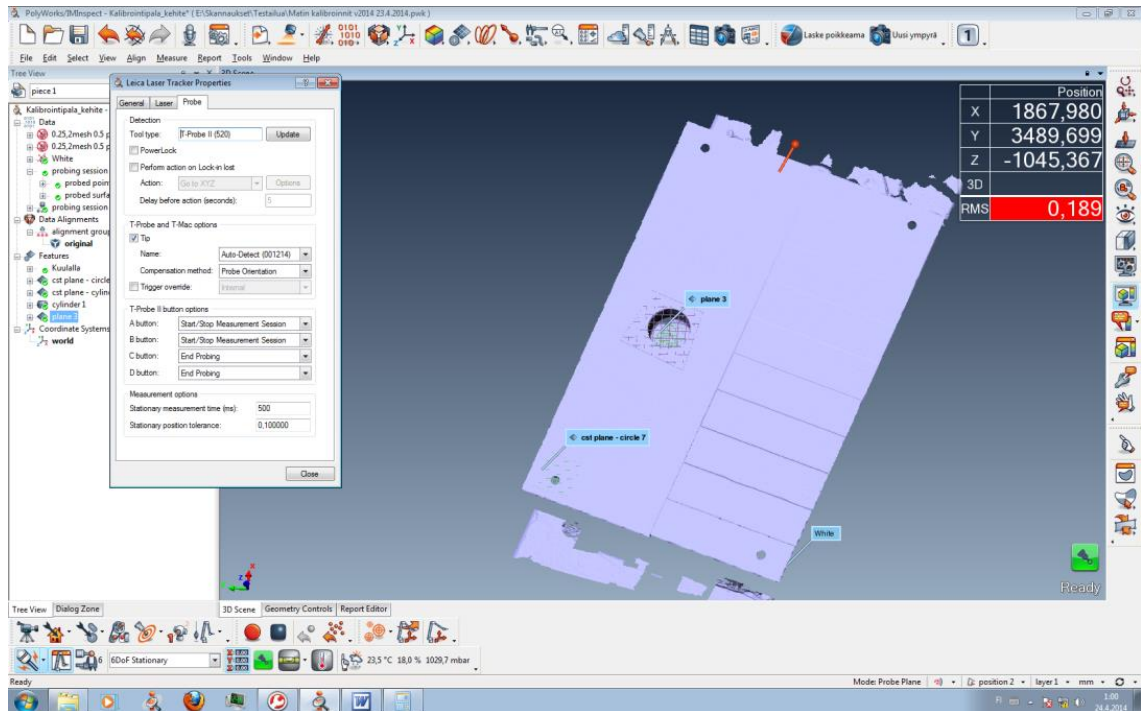 PolyWorks/IMInspect - Kalibrointipala_kehite* ( E:\Skannaukset\Testailua\Matin kalibroinnit v2014 23.4.2014.pwk )
0101
1010
010+
Laske poikkeama
Uusi ympyrä
1
File Edit Select View Align Measure Report Tools Window Help
Tree View
3D Scene
piece 1
Kalibrointipala_kehite -
Data
0.25,2mesh 0.5 p
0.25,2mesh 0.5 p
White
probing session
probed poin
probed surfa
probing session
Data Alignments
alignment group
original
Features
Kuulalla
cst plane - circle
cst plane - cylin
cylinder 1
plane 3
Coordinate Systems
world
Leica Laser Tracker Properties
General Laser Probe
Detection
Tool type: T-Probe II (520) Update
PowerLock
Perform action on Lock-in lost
Action: Go to XYZ Options
Delay before action (seconds): 5
T-Probe and T-Mac options
Tip
Name: Auto-Detect (001214)
Compensation method: Probe Orientation
Trigger override: Internal
T-Probe II button options
A button: Start/Stop Measurement Session
B button: Start/Stop Measurement Session
C button: End Probing
D button: End Probing
Measurement options
Stationary measurement time (ms): 500
Stationary position tolerance: 0,100000
Close
Position
X 1867,980
Y 3489,699
Z -1045,367
3D
RMS 0,189
plane 3
cst plane - circle 7
White
z x
Ready
Tree View Dialog Zone
3D Scene Geometry Controls Report Editor
6
6DoF Stationary
23,5 °C 18,0 % 1029,7 mbar
Ready
Mode: Probe Plane
position 2
layer 1
mm
FI
1:00
24.4.2014